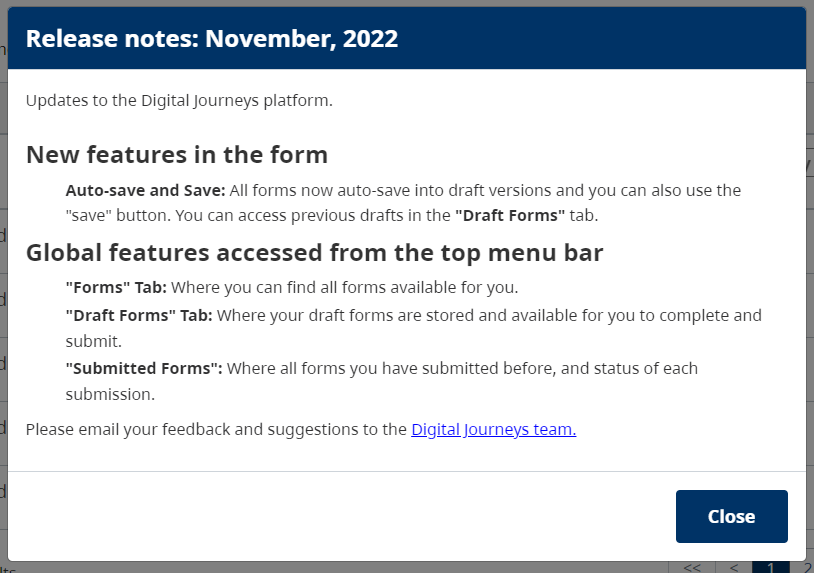 Release notes: November, 2022
Updates to the Digital Journeys platform.
New features in the form
Auto-save and Save: All forms now auto-save into draft versions and you can also use the
"save" button. You can access previous drafts in the "Draft Forms" tab.
Global features accessed from the top menu bar
"Forms" Tab: Where you can find all forms available for you.
"Draft Forms" Tab: Where your draft forms are stored and available for you to complete and
submit.
"Submitted Forms": Where all forms you have submitted before, and status of each
submission.
Please email your feedback and suggestions to the Digital Journeys team.
Close
<< < 1 2